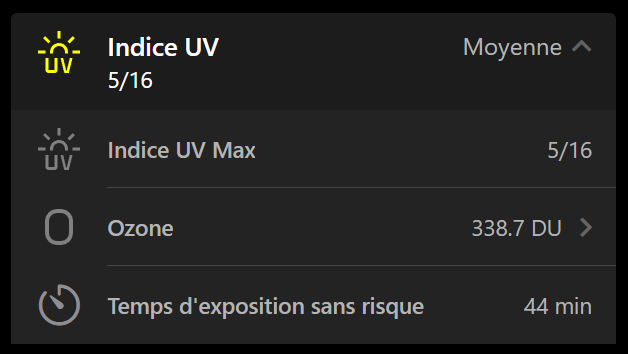 Indice UV
Moyenne
5/16
UV
UV
Indice UV Max
5/16
Ozone
338.7 DU
Temps d'exposition sans risque
44 min